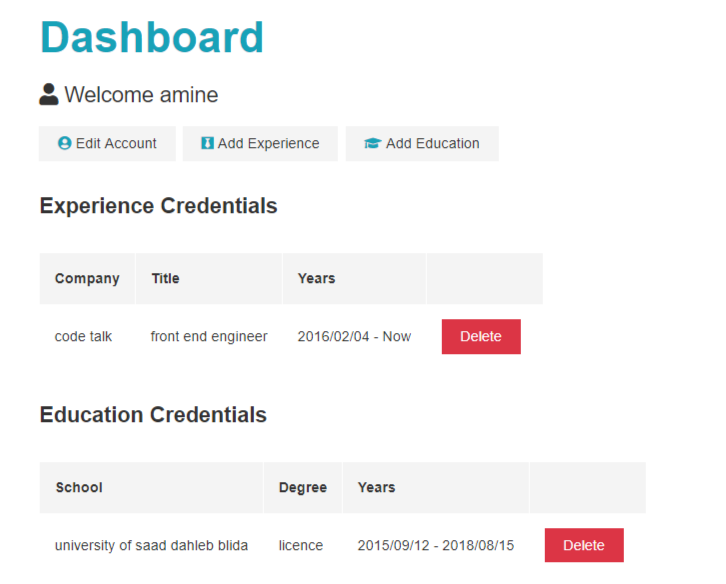 Dashboard
Welcome amine
Edit Account Add Experience Add Education
Experience Credentials
Company Title Years
code talk front end engineer 2016/02/04 - Now Delete
Education Credentials
School Degree Years
university of saad dahleb blida licence 2015/09/12 - 2018/08/15 Delete